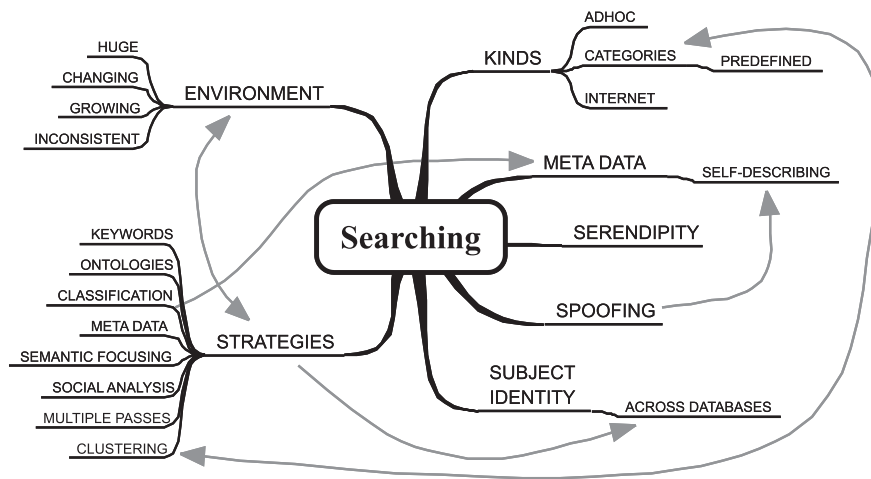 HUGE
CHANGING
GROWING
INCONSISTENT
ENVIRONMENT
KEYWORDS
ONTOLOGIES
CLASSIFICATION
META DATA
SEMANTIC FOCUSING
SOCIAL ANALYSIS
MULTIPLE PASSES
CLUSTERING
STRATEGIES
Searching
KINDS
ADHOC
CATEGORIES
PREDEFINED
INTERNET
META DATA
SELF-DESCRIBING
SERENDIPITY
SPOOFING
SUBJECT
IDENTITY
ACROSS DATABASES